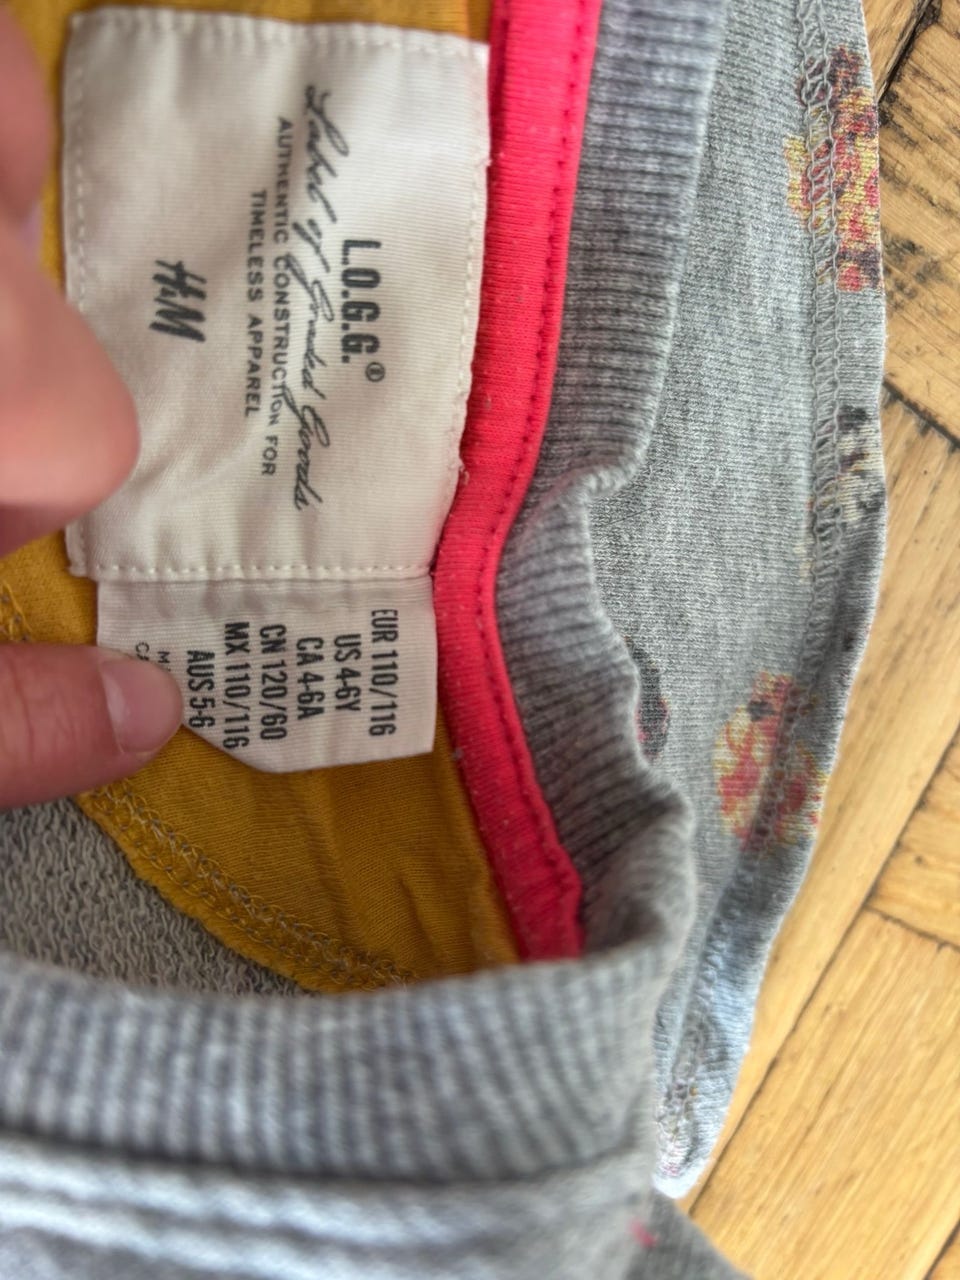 L.O.G.G.®
Label of Graded Goods
AUTHENTIC CONSTRUCTION FOR
TIMELESS APPAREL
H&M
EUR 110/116
US 4-6Y
CA 4-6A
CN 120/60
MX 110/116
AUS 5-6